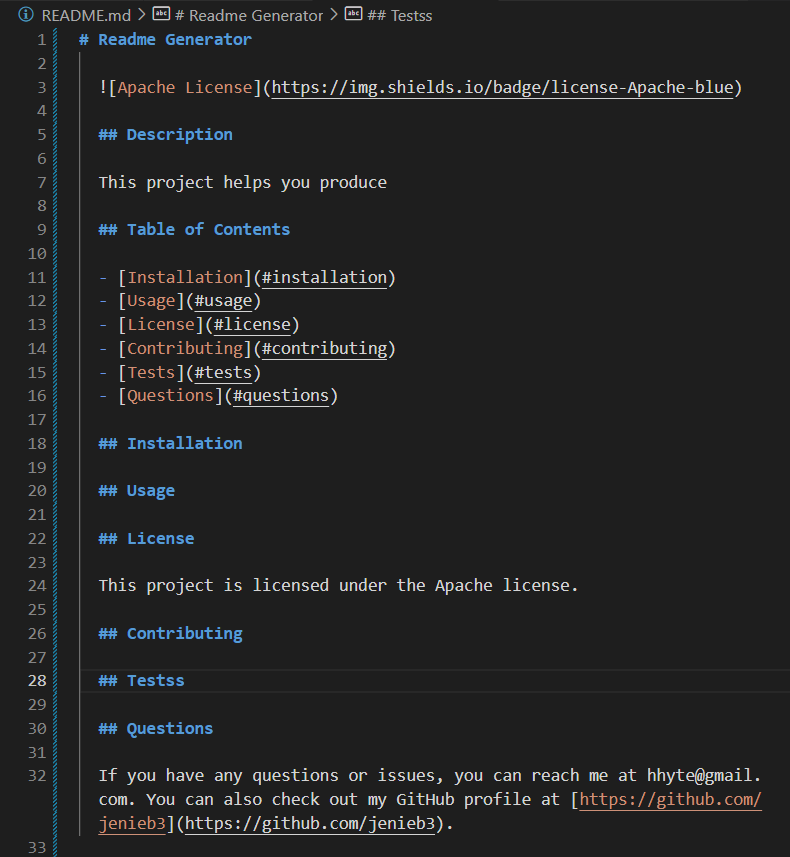 README.md > # Readme Generator > ## Testss
1 # Readme Generator
2
3 ![Apache License](https://img.shields.io/badge/license-Apache-blue)
4
5 ## Description
6
7 This project helps you produce
8
9 ## Table of Contents
10
11 - [Installation](#installation)
12 - [Usage](#usage)
13 - [License](#license)
14 - [Contributing](#contributing)
15 - [Tests](#tests)
16 - [Questions](#questions)
17
18 ## Installation
19
20 ## Usage
21
22 ## License
23
24 This project is licensed under the Apache license.
25
26 ## Contributing
27
28 ## Testss
29
30 ## Questions
31
32 If you have any questions or issues, you can reach me at hhyte@gmail.
com. You can also check out my GitHub profile at [https://github.com/
jenieb3](https://github.com/jenieb3).
33